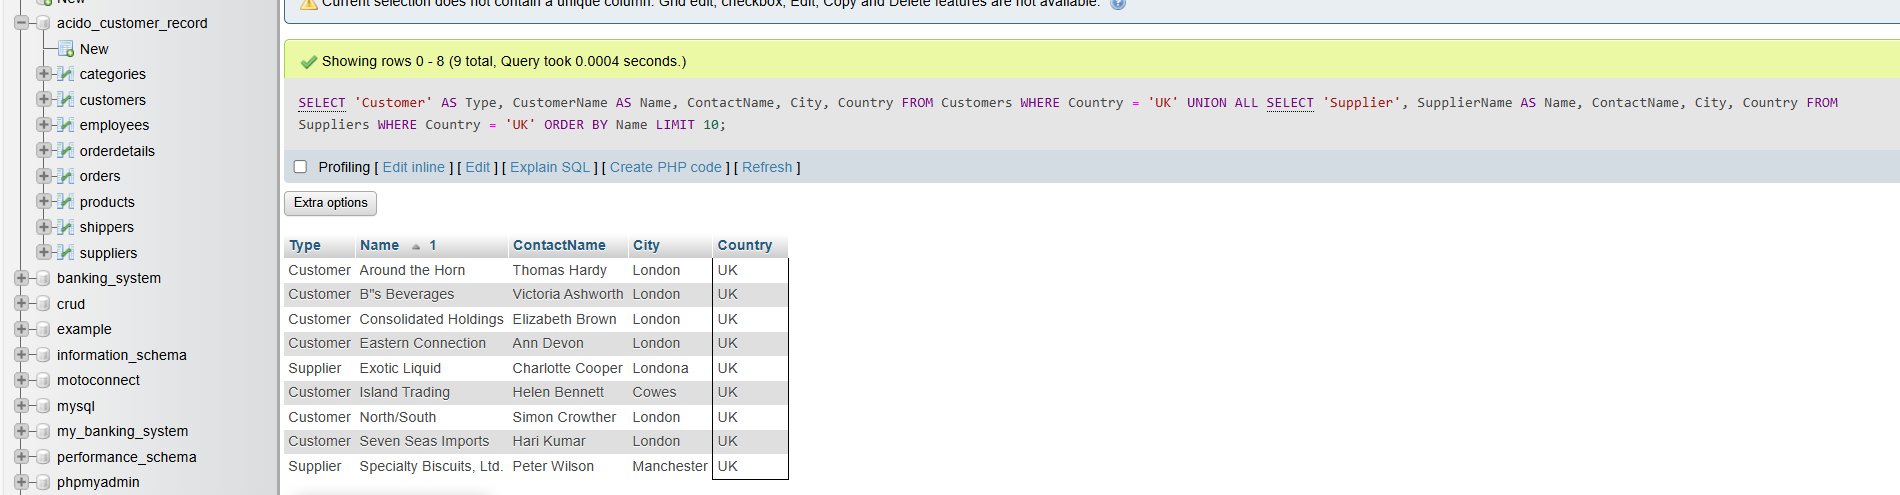 New
acido_customer_record
New
categories
customers
employees
orderdetails
orders
products
shippers
suppliers
banking_system
crud
example
information_schema
motoconnect
mysql
my_banking_system
performance_schema
phpmyadmin
Current selection does not contain a unique column. Grid edit, checkbox, Edit, Copy and Delete features are not available.
Showing rows 0 - 8 (9 total, Query took 0.0004 seconds.)
SELECT 'Customer' AS Type, CustomerName AS Name, ContactName, City, Country FROM Customers WHERE Country = 'UK' UNION ALL SELECT 'Supplier', SupplierName AS Name, ContactName, City, Country FROM
Suppliers WHERE Country = 'UK' ORDER BY Name LIMIT 10;
Profiling [ Edit inline ] [ Edit ] [ Explain SQL ] [ Create PHP code ] [ Refresh ]
Extra options
Type Name 1 ContactName City Country
Customer Around the Horn Thomas Hardy London UK
Customer B''s Beverages Victoria Ashworth London UK
Customer Consolidated Holdings Elizabeth Brown London UK
Customer Eastern Connection Ann Devon London UK
Supplier Exotic Liquid Charlotte Cooper Londona UK
Customer Island Trading Helen Bennett Cowes UK
Customer North/South Simon Crowther London UK
Customer Seven Seas Imports Hari Kumar London UK
Supplier Specialty Biscuits, Ltd. Peter Wilson Manchester UK